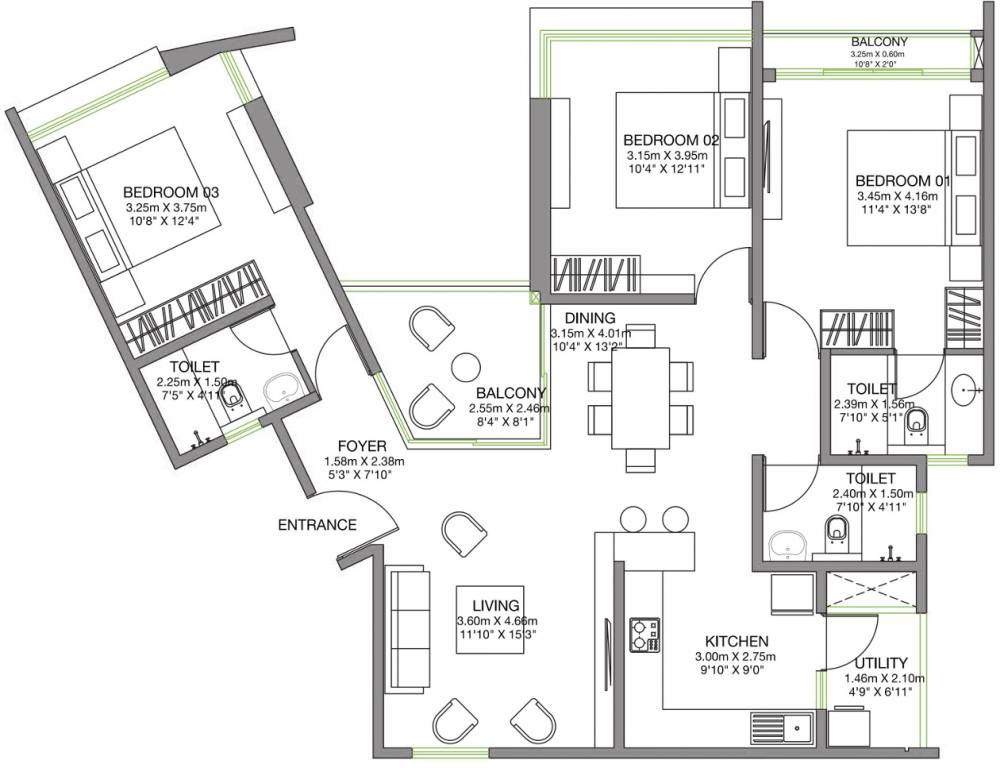 BALCONY
3.25m X 0.60m
10'8" X 2'0"
BEDROOM 02
3.15m X 3.95m
10'4" X 12'11"
BEDROOM 01
3.45m X 4.16m
11'4" X 13'8"
BEDROOM 03
3.25m X 3.75m
10'8" X 12'4"
DINING
3.15m X 4.01m
10'4" X 13'2"
TOILET
2.25m X 1.50m
7'5" X 4'11"
BALCONY
2.55m X 2.46m
8'4" X 8'1"
TOILET
2.39m X 1.56m
7'10" X 5'1"
FOYER
1.58m X 2.38m
5'3" X 7'10"
TOILET
2.40m X 1.50m
7'10" X 4'11"
ENTRANCE
LIVING
3.60m X 4.66m
11'10" X 15'3"
KITCHEN
3.00m X 2.75m
9'10" X 9'0"
UTILITY
1.46m X 2.10m
4'9" X 6'11"